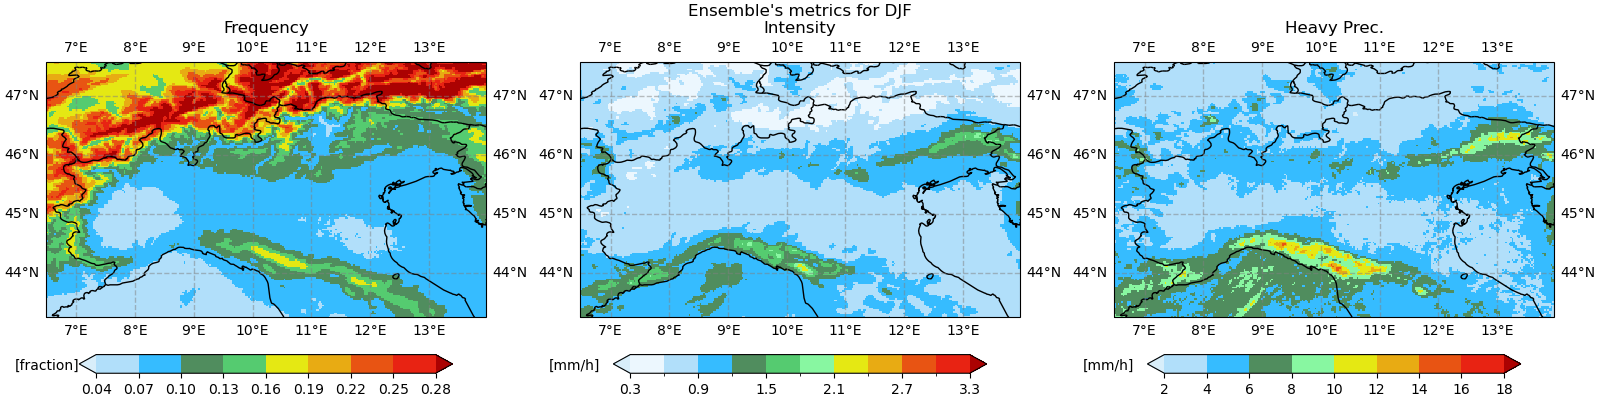 Ensemble's metrics for DJF
Frequency
Intensity
Heavy Prec.
7°E 8°E 9°E 10°E 11°E 12°E 13°E
7°E 8°E 9°E 10°E 11°E 12°E 13°E
7°E 8°E 9°E 10°E 11°E 12°E 13°E
47°N 47°N 47°N 47°N 47°N 47°N
46°N 46°N 46°N 46°N 46°N 46°N
45°N 45°N 45°N 45°N 45°N 45°N
44°N 44°N 44°N 44°N 44°N 44°N
7°E 8°E 9°E 10°E 11°E 12°E 13°E
7°E 8°E 9°E 10°E 11°E 12°E 13°E
7°E 8°E 9°E 10°E 11°E 12°E 13°E
[fraction]
0.04 0.07 0.10 0.13 0.16 0.19 0.22 0.25 0.28
[mm/h]
0.3 0.9 1.5 2.1 2.7 3.3
[mm/h]
2 4 6 8 10 12 14 16 18